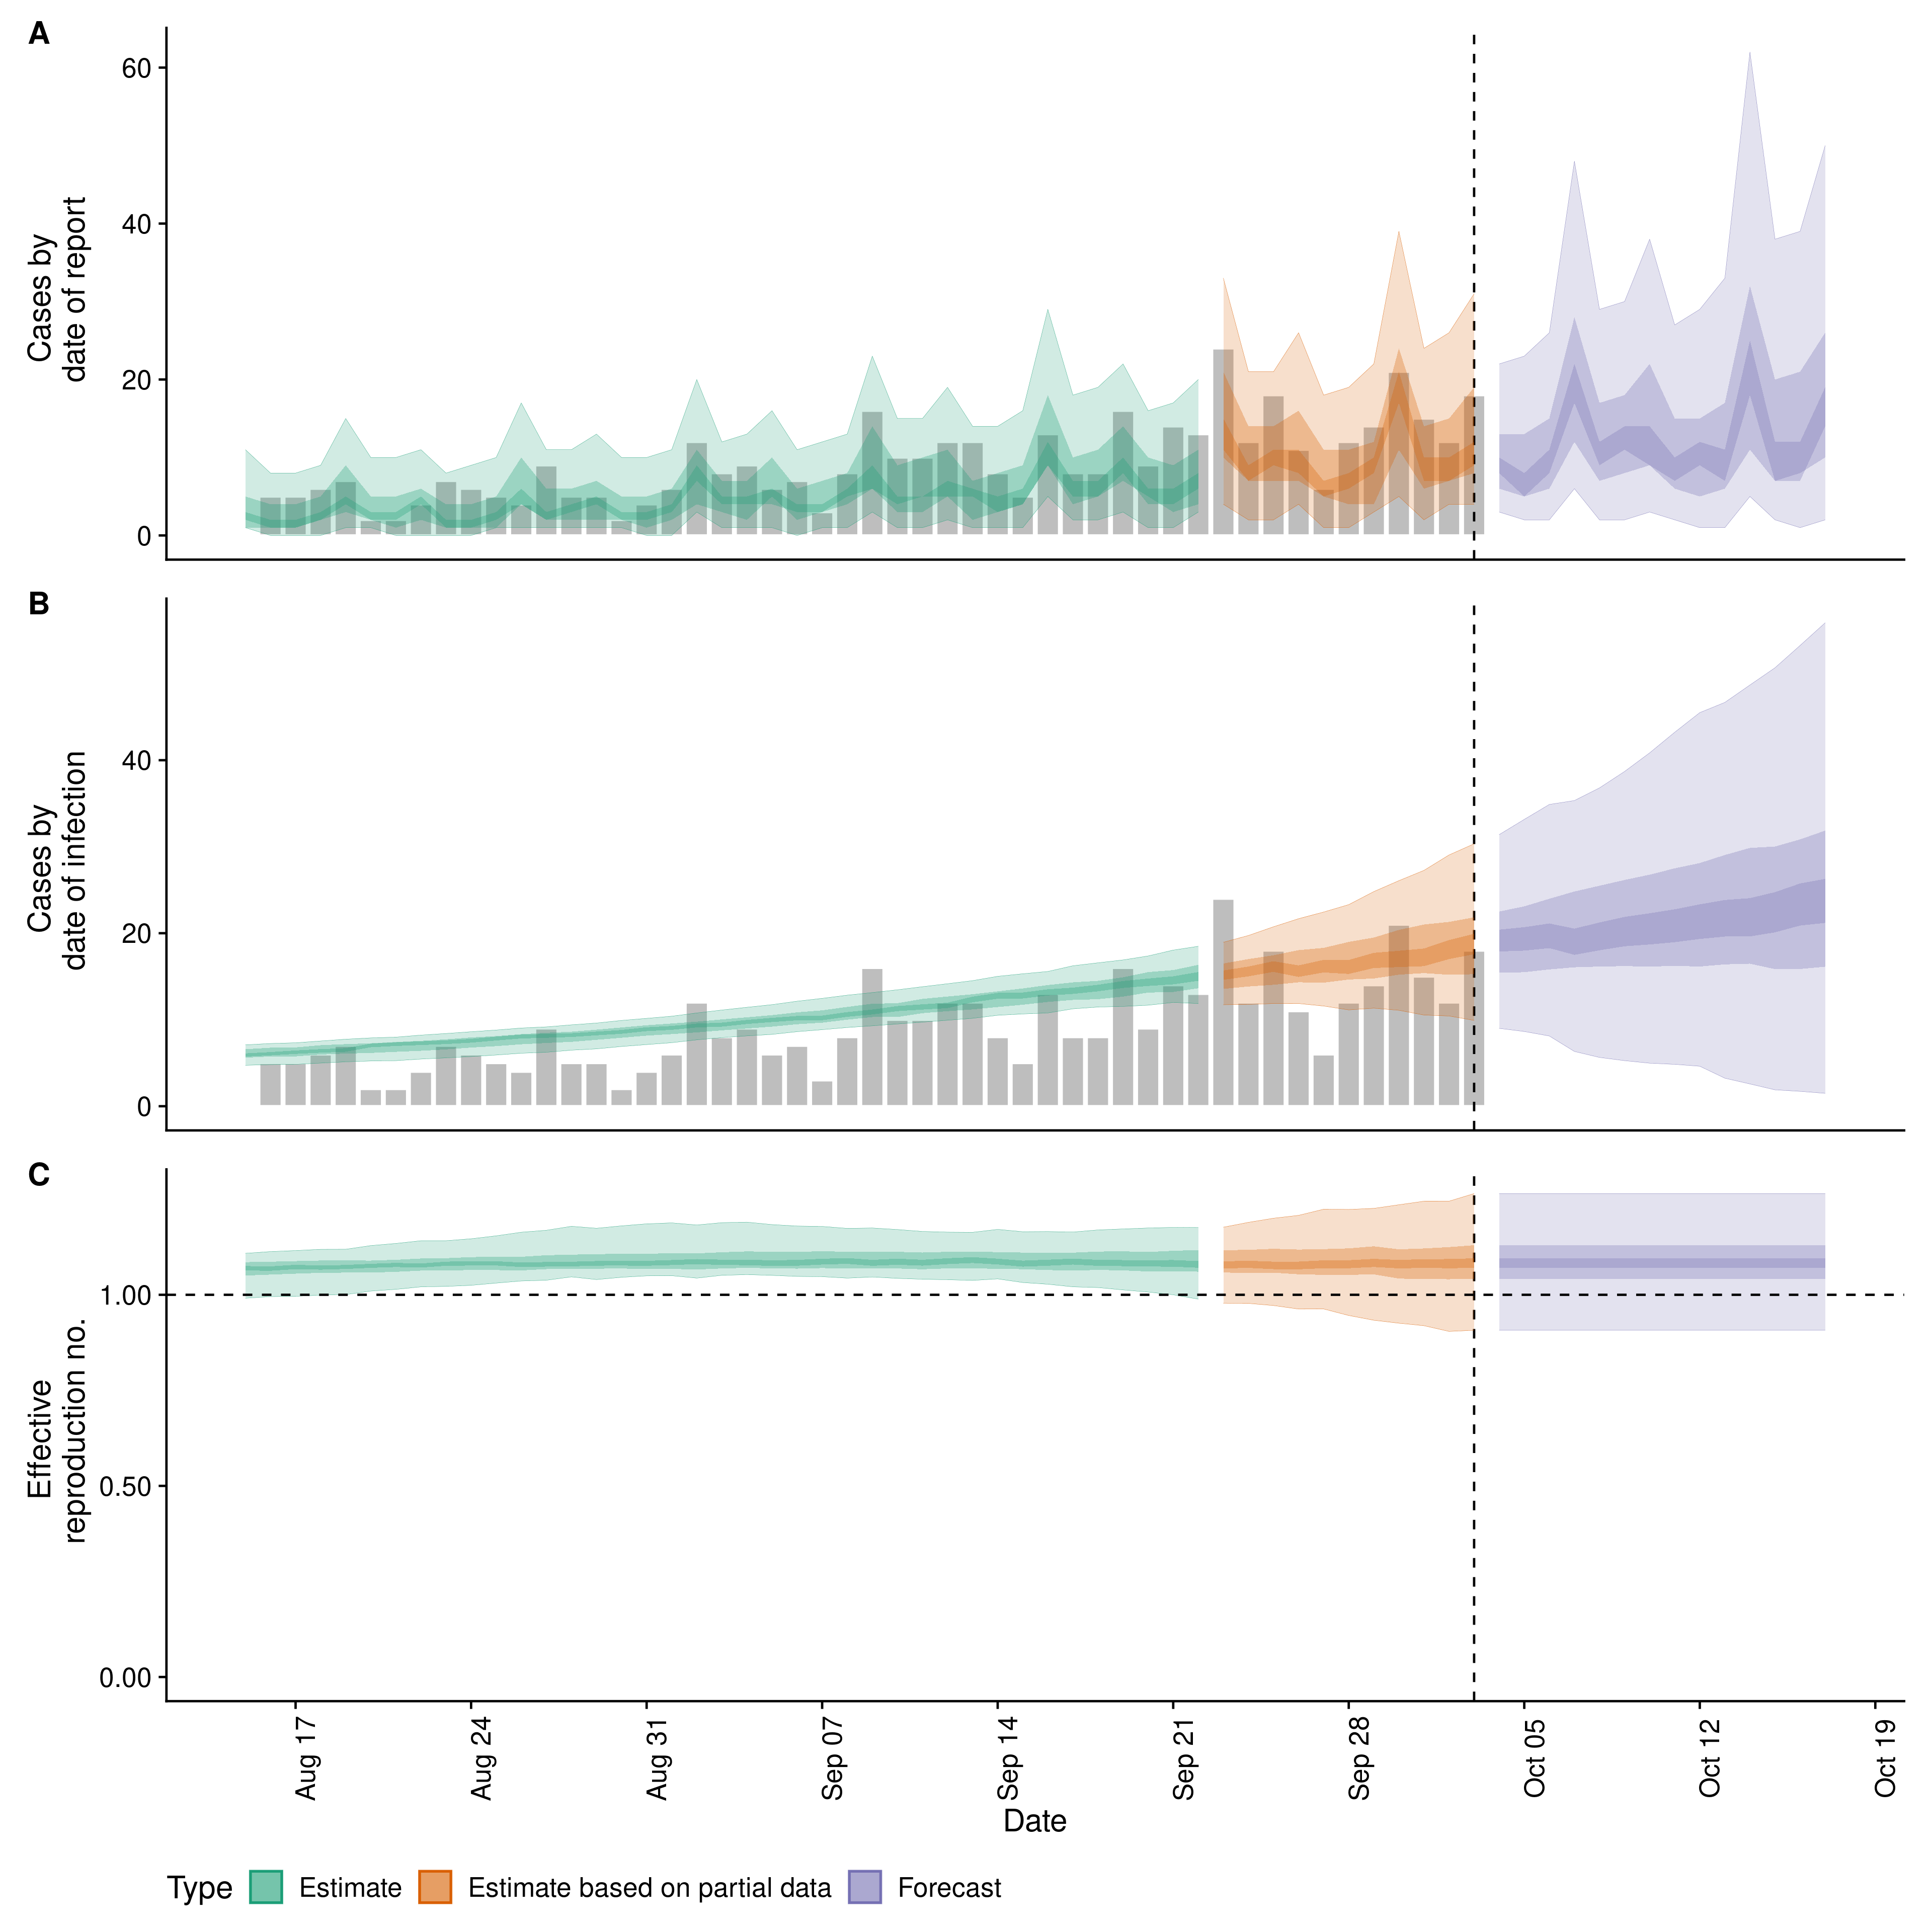 A
Cases by
date of report
60
40
20
0
B
Cases by
date of infection
40
20
0
C
Effective
reproduction no.
1.00
0.50
0.00
Aug 17
Aug 24
Aug 31
Sep 07
Sep 14
Sep 21
Sep 28
Oct 05
Oct 12
Oct 19
Date
Type Estimate Estimate based on partial data Forecast